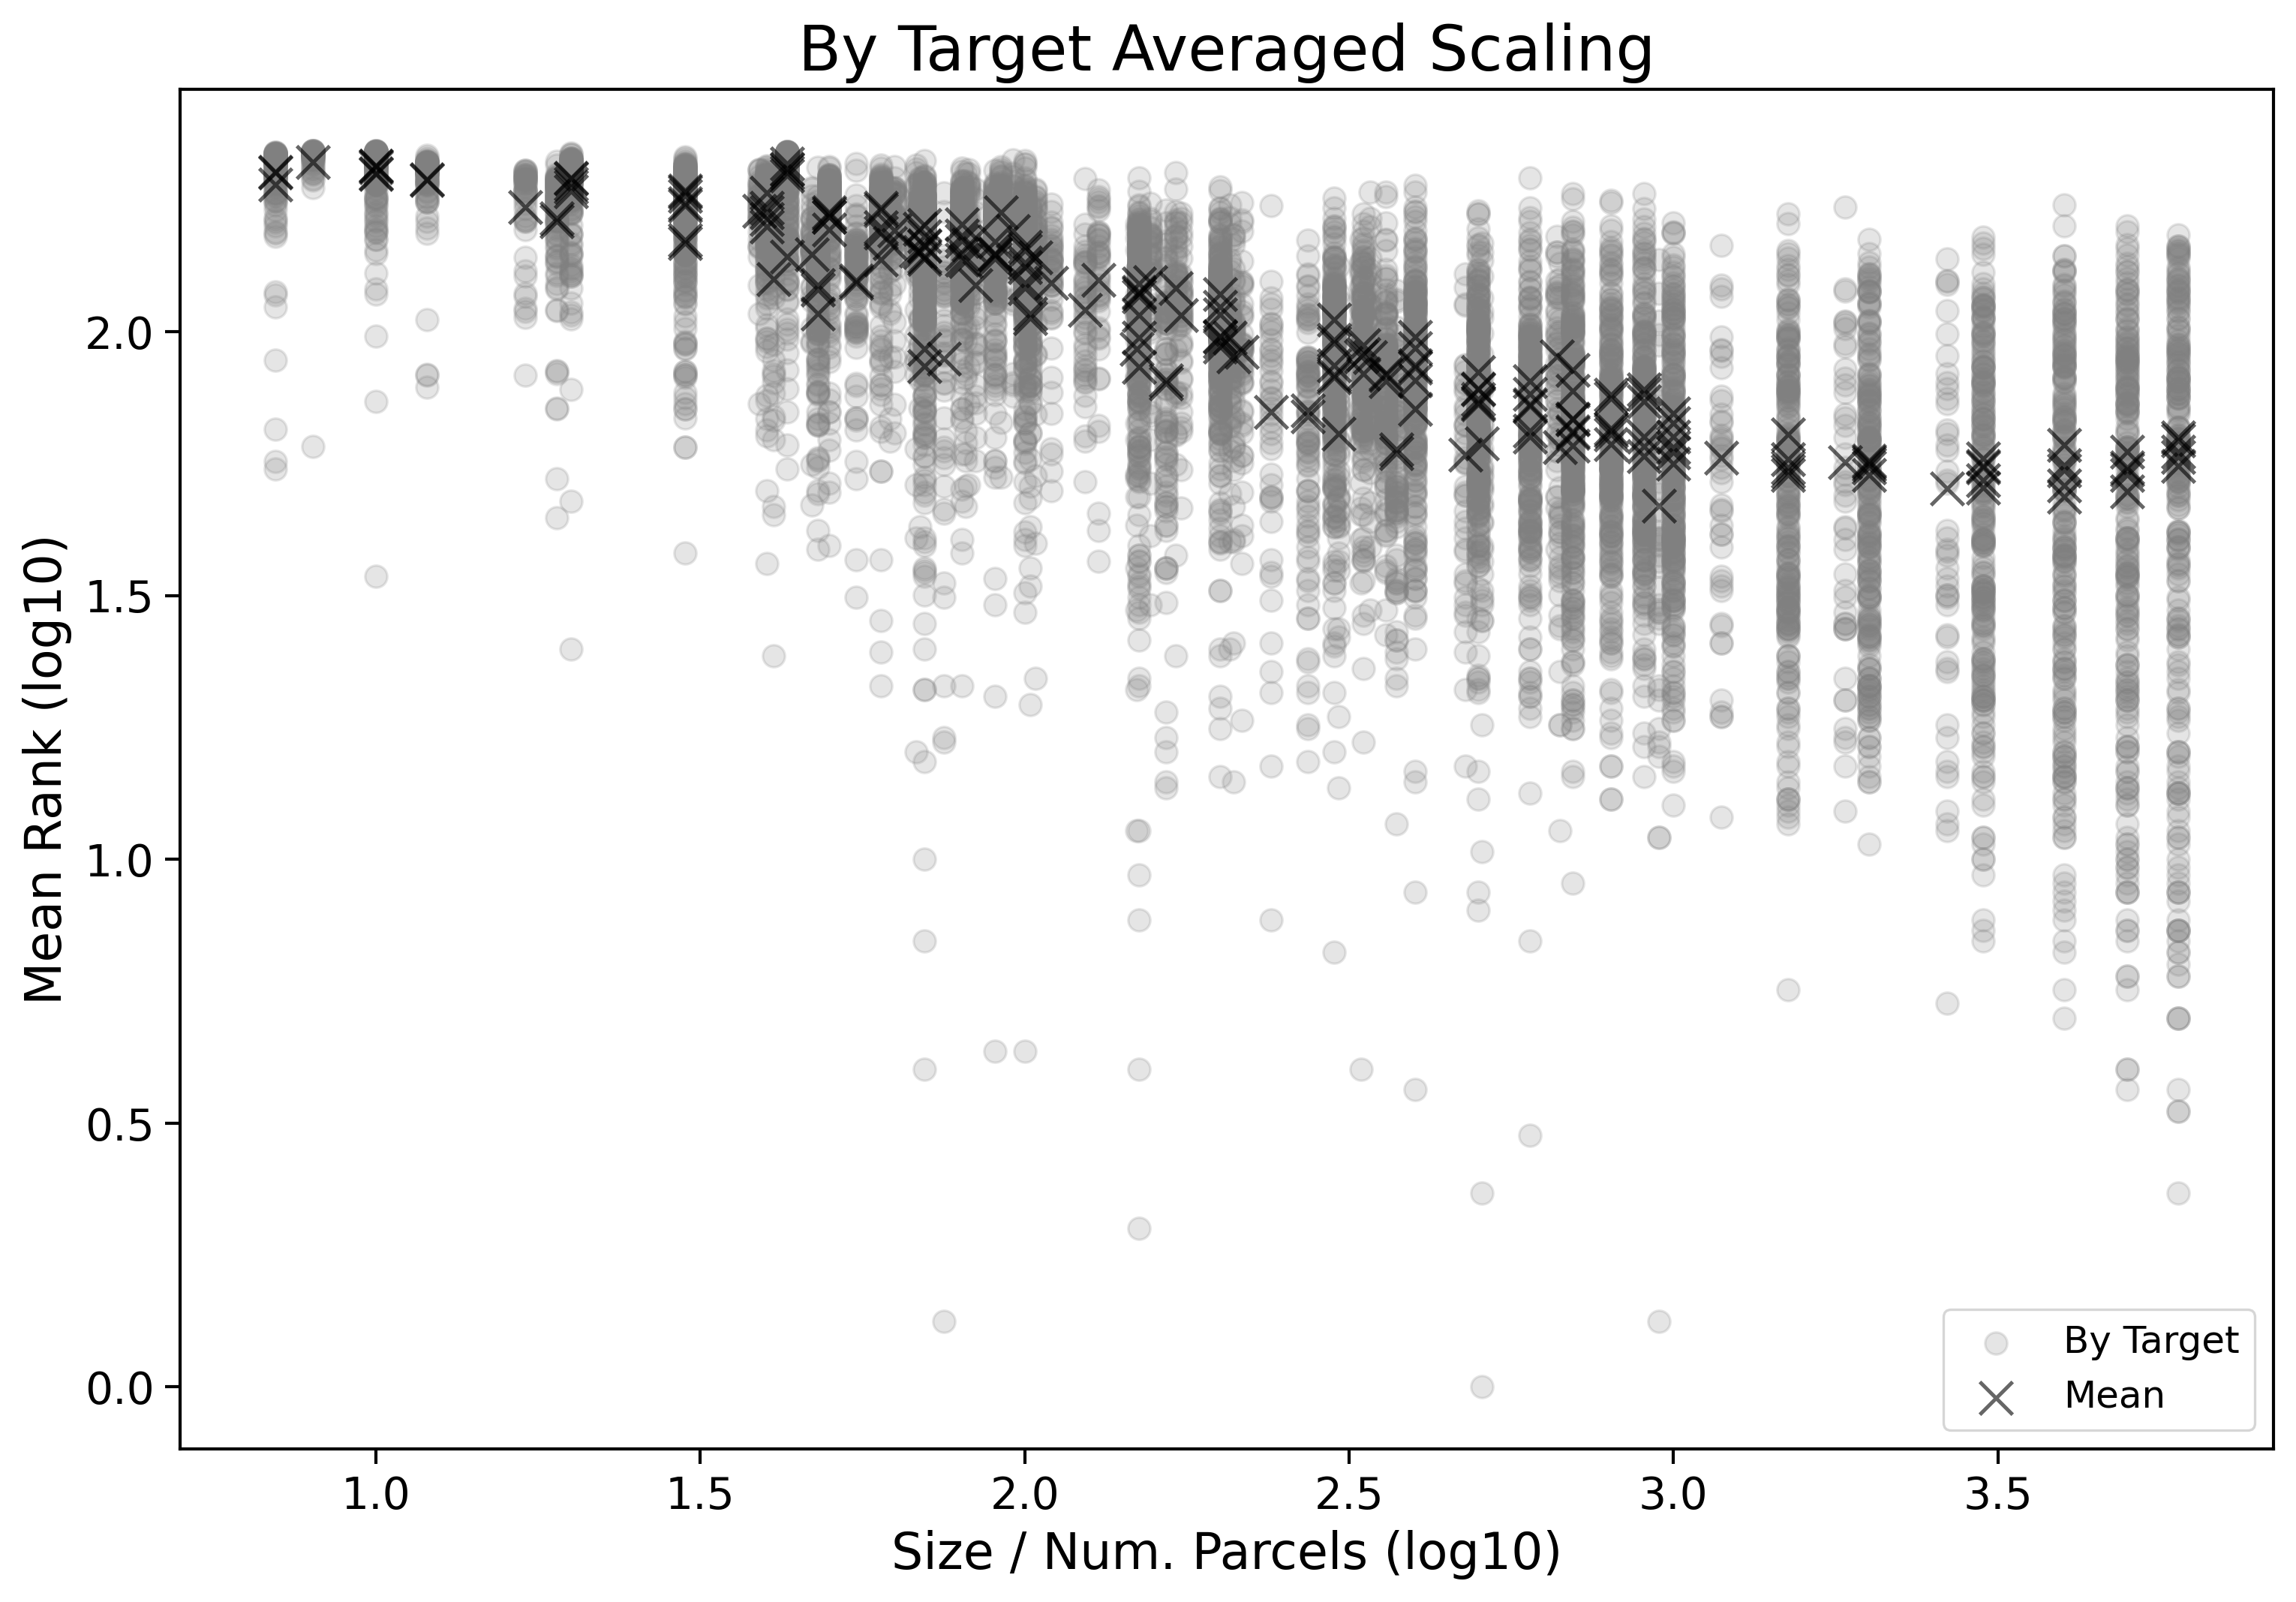 By Target Averaged Scaling
Mean Rank (log10)
2.0
1.5
1.0
0.5
0.0
1.0 1.5 2.0 2.5 3.0 3.5
Size / Num. Parcels (log10)
By Target
Mean